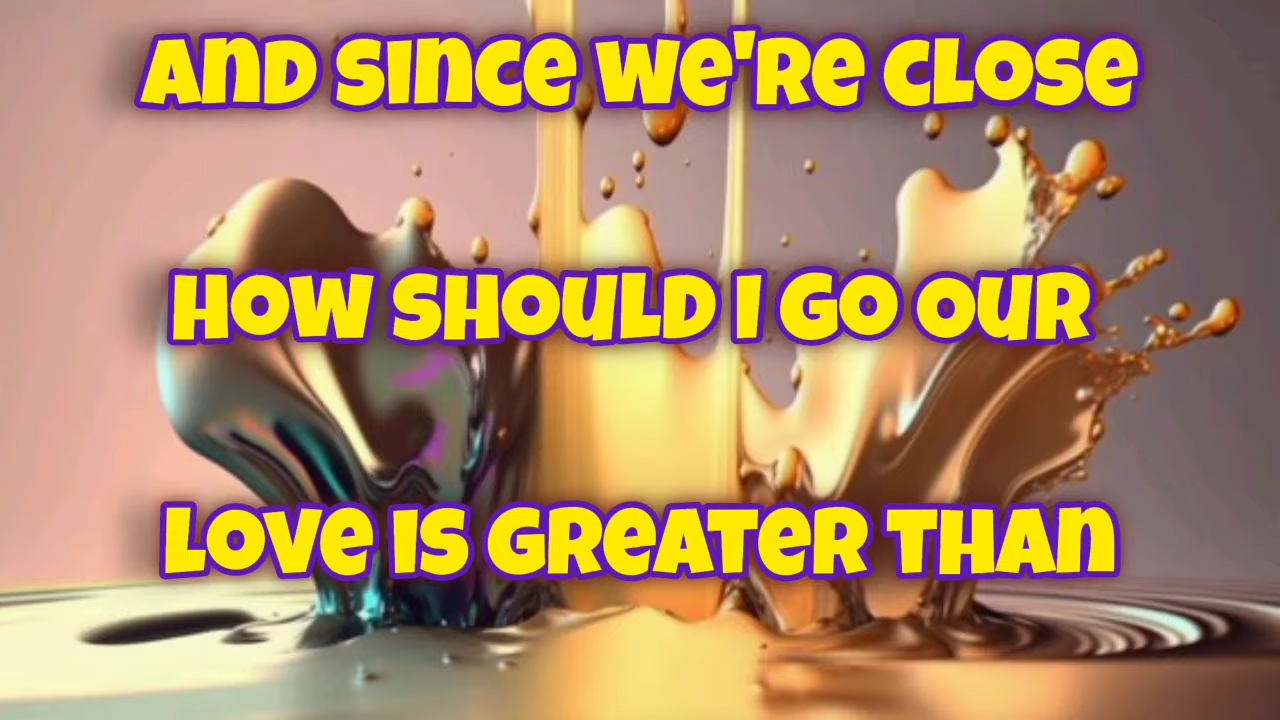 AND SINCE WE'RE CLOSE
HOW SHOULD I GO OUR
LOVE IS GREATER THAN